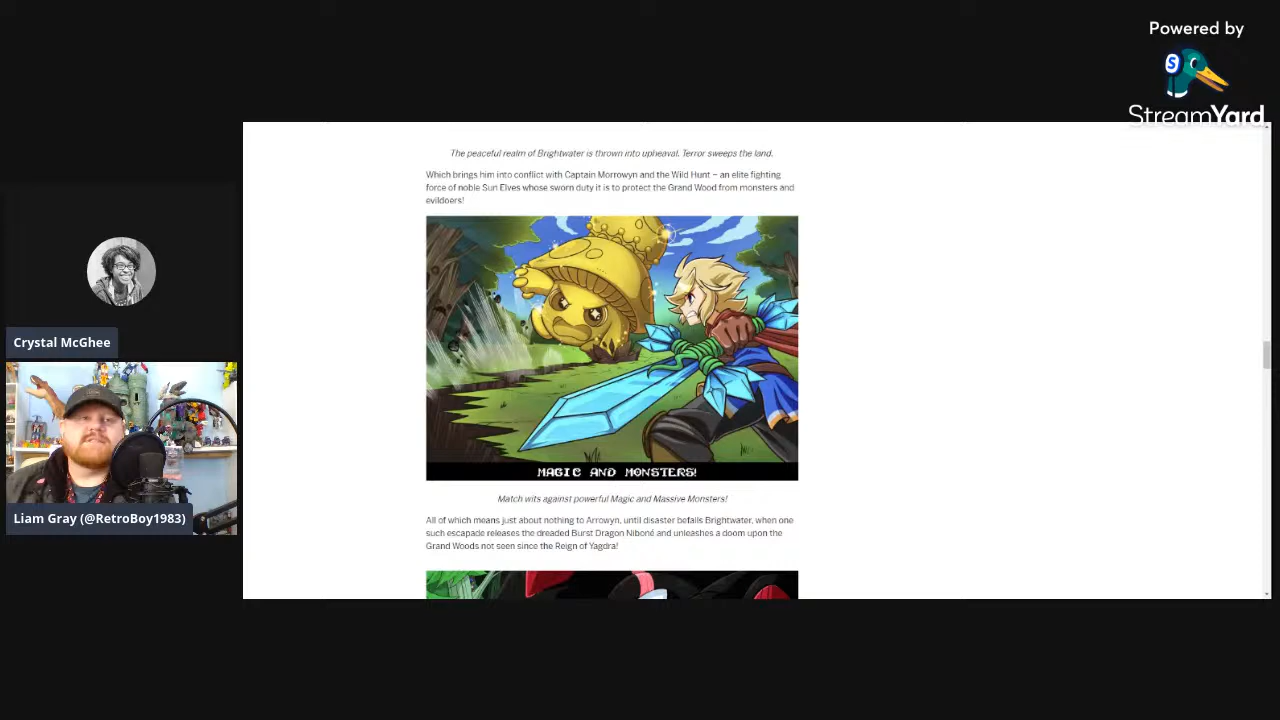 Powered by
StreamYard
The peaceful realm of Brightwater is thrown into upheaval. Terror sweeps the land.
Which brings him into conflict with Captain Morrowyn and the Wild Hunt – an elite fighting
force of noble Sun Elves whose sworn duty it is to protect the Grand Wood from monsters and
evildoers!
MAGIC AND MONSTERS!
Match wits against powerful Magic and Massive Monsters!
All of which means just about nothing to Arrowyn, until disaster befalls Brightwater, when one
such escapade releases the dreaded Burst Dragon Niboné and unleashes a doom upon the
Grand Woods not seen since the Reign of Yagdra!
Crystal McGhee
Liam Gray (@RetroBoy1983)